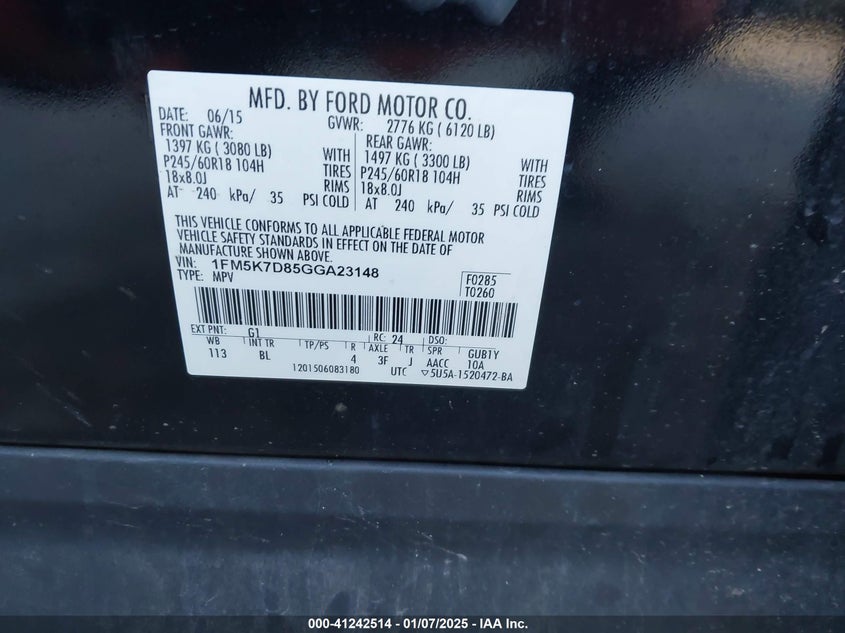 MFD. BY FORD MOTOR CO.
DATE: 06/15 GVWR: 2776 KG ( 6120 LB)
FRONT GAWR: REAR GAWR:
1397 KG ( 3080 LB) WITH 1497 KG ( 3300 LB) WITH
P245/60R18 104H TIRES P245/60R18 104H TIRES
18x8.0J RIMS 18x8.0J RIMS
AT 240 kPa/ 35 PSI COLD AT 240 kPa/ 35 PSI COLD
THIS VEHICLE CONFORMS TO ALL APPLICABLE FEDERAL MOTOR
VEHICLE SAFETY STANDARDS IN EFFECT ON THE DATE OF
MANUFACTURE SHOWN ABOVE.
VIN: 1FM5K7D85GGA23148
TYPE: MPV
F0285
T0260
EXT PNT: G1 RC: 24 DSO:
WB INT TR TP/PS R AXLE TR SPR GUB1Y
113 BL 4 3F J AACC 10A
1201506083180 UTC ▽5U5A-1520472-BA
000-41242514 — 01/07/2025 - IAA Inc.